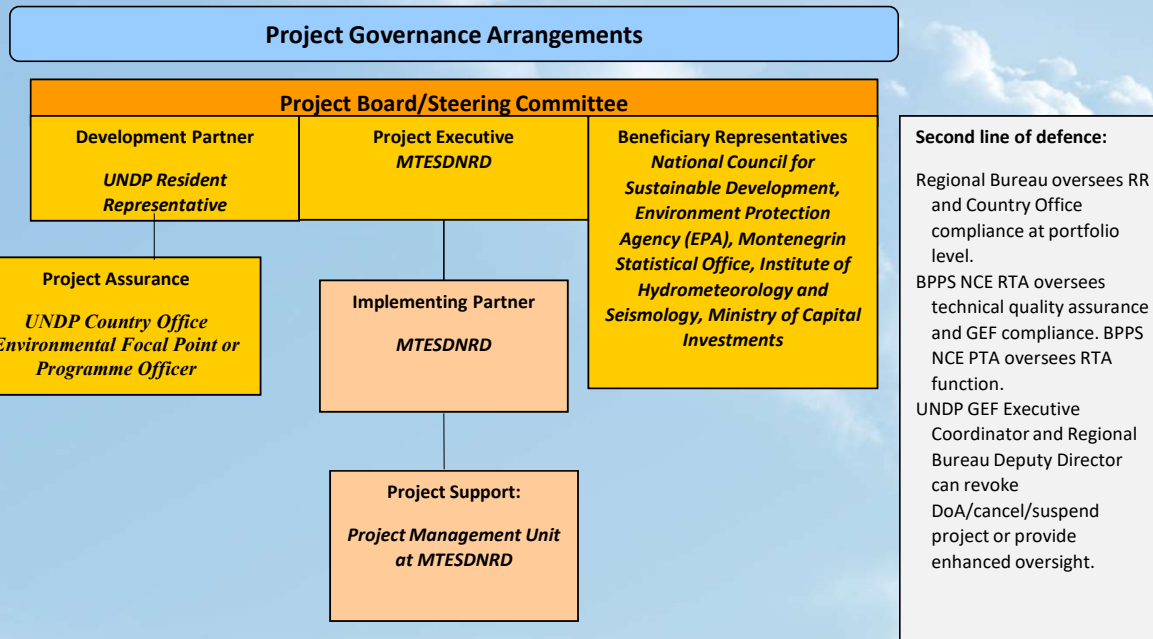 Project Governance Arrangements
Project Board/Steering Committee
Development Partner
UNDP Resident
Representative
Project Executive
MTESDNRD
Beneficiary Representatives
National Council for
Sustainable Development,
Environment Protection
Agency (EPA), Montenegrin
Statistical Office, Institute of
Hydrometeorology and
Seismology, Ministry of Capital
Investments
Project Assurance
UNDP Country Office
Environmental Focal Point or
Programme Officer
Implementing Partner
MTESDNRD
Project Support:
Project Management Unit
at MTESDNRD
Second line of defence:
Regional Bureau oversees RR
and Country Office
compliance at portfolio
level.
BPPS NCE RTA oversees
technical quality assurance
and GEF compliance. BPPS
NCE PTA oversees RTA
function.
UNDP GEF Executive
Coordinator and Regional
Bureau Deputy Director
can revoke
DoA/cancel/suspend
project or provide
enhanced oversight.